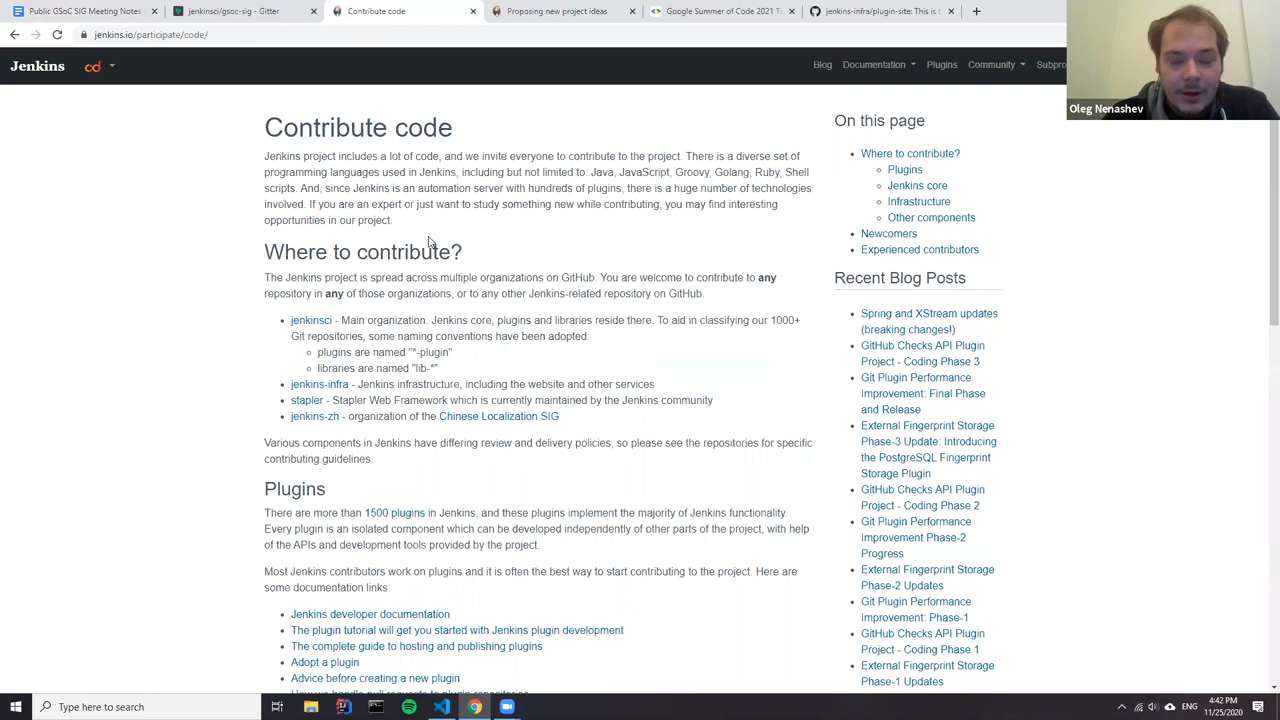 Public GSoC SIG Meeting Notes
jenkinsci/gsoc-sig - Gitter
Contribute code
Proposing new project ideas
Google Summer of Code 2021 T
jenkins-infra/plugin-site: This is t
jenkins.io/participate/code/
Jenkins
cd
Blog
Documentation
Plugins
Community
Subpro
Oleg Nenashev
Contribute code
Jenkins project includes a lot of code, and we invite everyone to contribute to the project. There is a diverse set of
programming languages used in Jenkins, including but not limited to: Java, JavaScript, Groovy, Golang, Ruby, Shell
scripts. And, since Jenkins is an automation server with hundreds of plugins, there is a huge number of technologies
involved. If you are an expert or just want to study something new while contributing, you may find interesting
opportunities in our project.
Where to contribute?
The Jenkins project is spread across multiple organizations on GitHub. You are welcome to contribute to any
repository in any of those organizations, or to any other Jenkins-related repository on GitHub.
jenkinsci - Main organization. Jenkins core, plugins and libraries reside there. To aid in classifying our 1000+
Git repositories, some naming conventions have been adopted:
plugins are named "*-plugin"
libraries are named "lib-*"
jenkins-infra - Jenkins infrastructure, including the website and other services
stapler - Stapler Web Framework which is currently maintained by the Jenkins community
jenkins-zh - organization of the Chinese Localization SIG
Various components in Jenkins have differing review and delivery policies, so please see the repositories for specific
contributing guidelines.
Plugins
There are more than 1500 plugins in Jenkins, and these plugins implement the majority of Jenkins functionality.
Every plugin is an isolated component which can be developed independently of other parts of the project, with help
of the APIs and development tools provided by the project.
Most Jenkins contributors work on plugins and it is often the best way to start contributing to the project. Here are
some documentation links:
Jenkins developer documentation
The plugin tutorial will get you started with Jenkins plugin development
The complete guide to hosting and publishing plugins
Adopt a plugin
Advice before creating a new plugin
How we handle pull requests to plugin repositories
On this page
Where to contribute?
Plugins
Jenkins core
Infrastructure
Other components
Newcomers
Experienced contributors
Recent Blog Posts
Spring and XStream updates
(breaking changes!)
GitHub Checks API Plugin
Project - Coding Phase 3
Git Plugin Performance
Improvement: Final Phase
and Release
External Fingerprint Storage
Phase-3 Update: Introducing
the PostgreSQL Fingerprint
Storage Plugin
GitHub Checks API Plugin
Project - Coding Phase 2
Git Plugin Performance
Improvement Phase-2
Progress
External Fingerprint Storage
Phase-2 Updates
Git Plugin Performance
Improvement: Phase-1
GitHub Checks API Plugin
Project - Coding Phase 1
External Fingerprint Storage
Phase-1 Updates
Type here to search
ENG
4:42 PM
11/25/2020